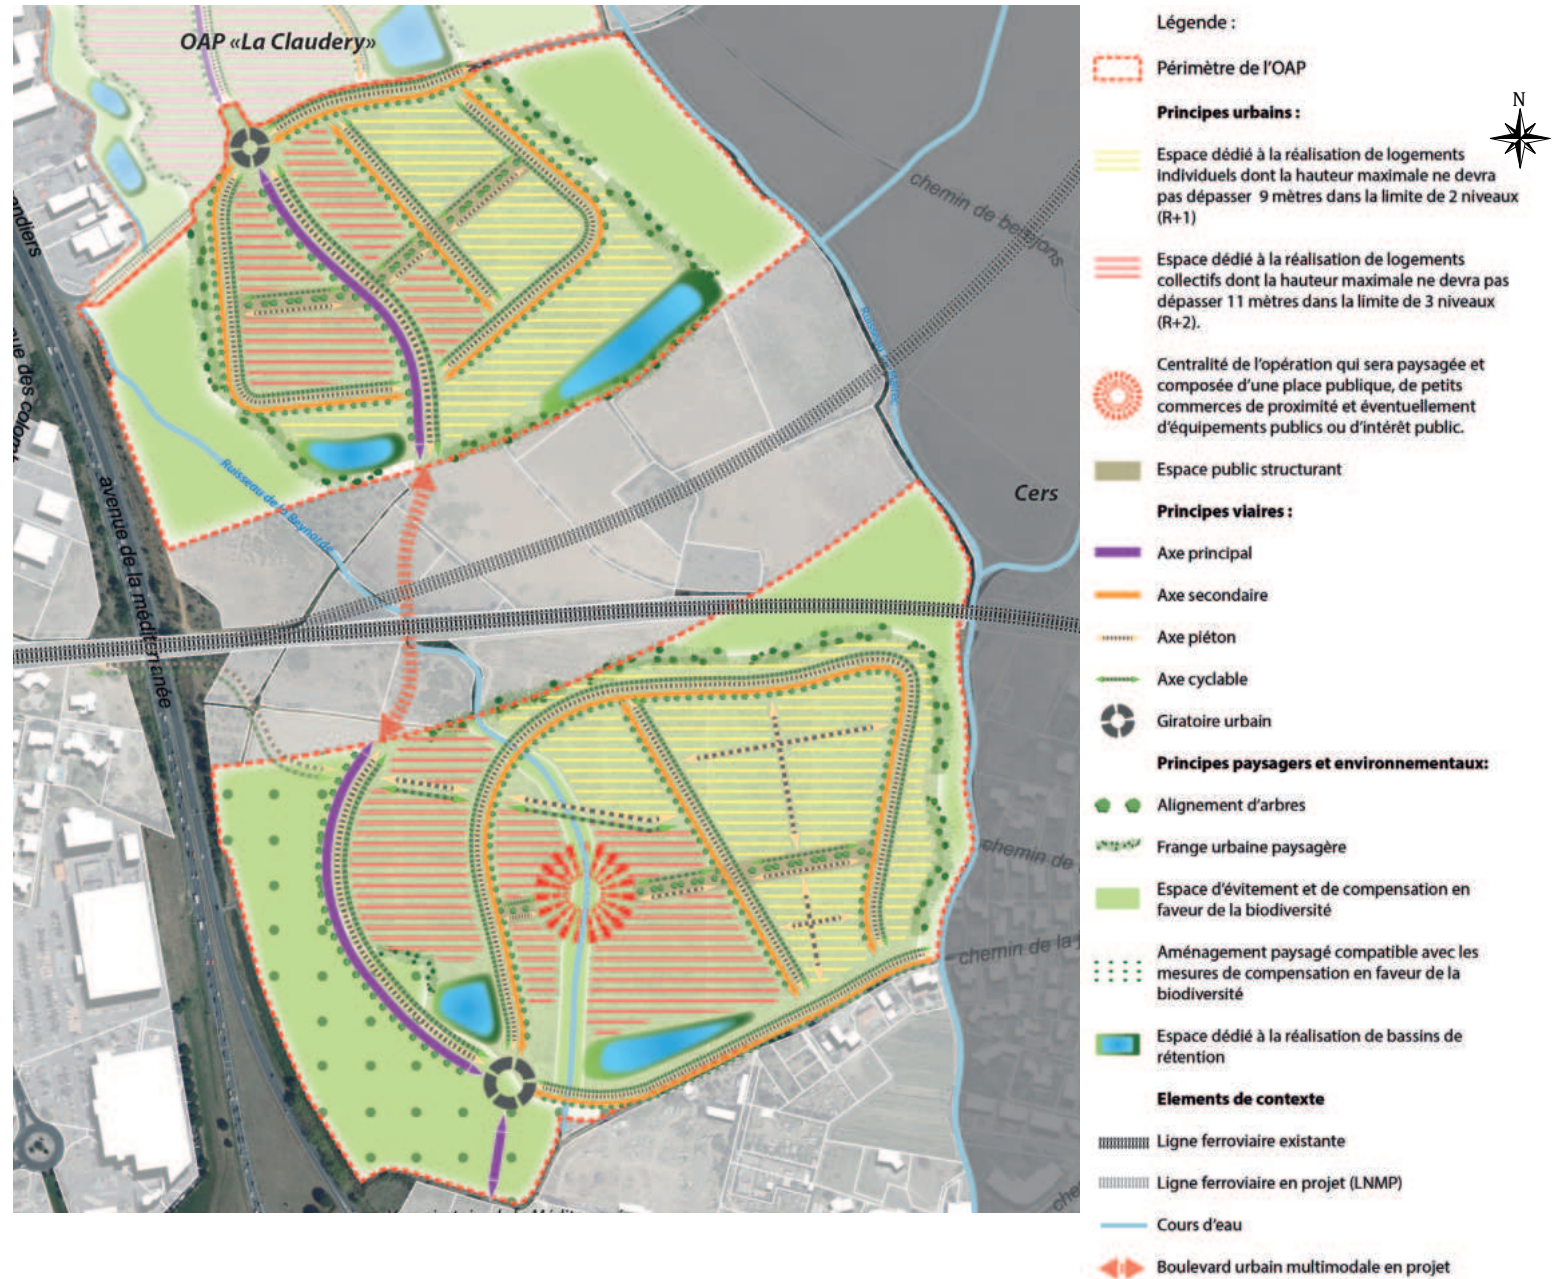 OAP «La Claudery»
andiers
chemin de bessons
Cers
Ruisseau de la Reynarde
avenue de la méditerranée
chemin de
chemin de la
che
Légende :
Périmètre de l'OAP
Principes urbains :
N
Espace dédié à la réalisation de logements
individuels dont la hauteur maximale ne devra
pas dépasser 9 mètres dans la limite de 2 niveaux
(R+1)
Espace dédié à la réalisation de logements
collectifs dont la hauteur maximale ne devra pas
dépasser 11 mètres dans la limite de 3 niveaux
(R+2).
Centralité de l'opération qui sera paysagée et
composée d'une place publique, de petits
commerces de proximité et éventuellement
d'équipements publics ou d'intérêt public.
Espace public structurant
Principes viaires :
Axe principal
Axe secondaire
Axe piéton
Axe cyclable
Giratoire urbain
Principes paysagers et environnementaux:
Alignement d'arbres
Frange urbaine paysagère
Espace d'évitement et de compensation en
faveur de la biodiversité
Aménagement paysagé compatible avec les
mesures de compensation en faveur de la
biodiversité
Espace dédié à la réalisation de bassins de
rétention
Elements de contexte
Ligne ferroviaire existante
Ligne ferroviaire en projet (LNMP)
Cours d'eau
Boulevard urbain multimodale en projet